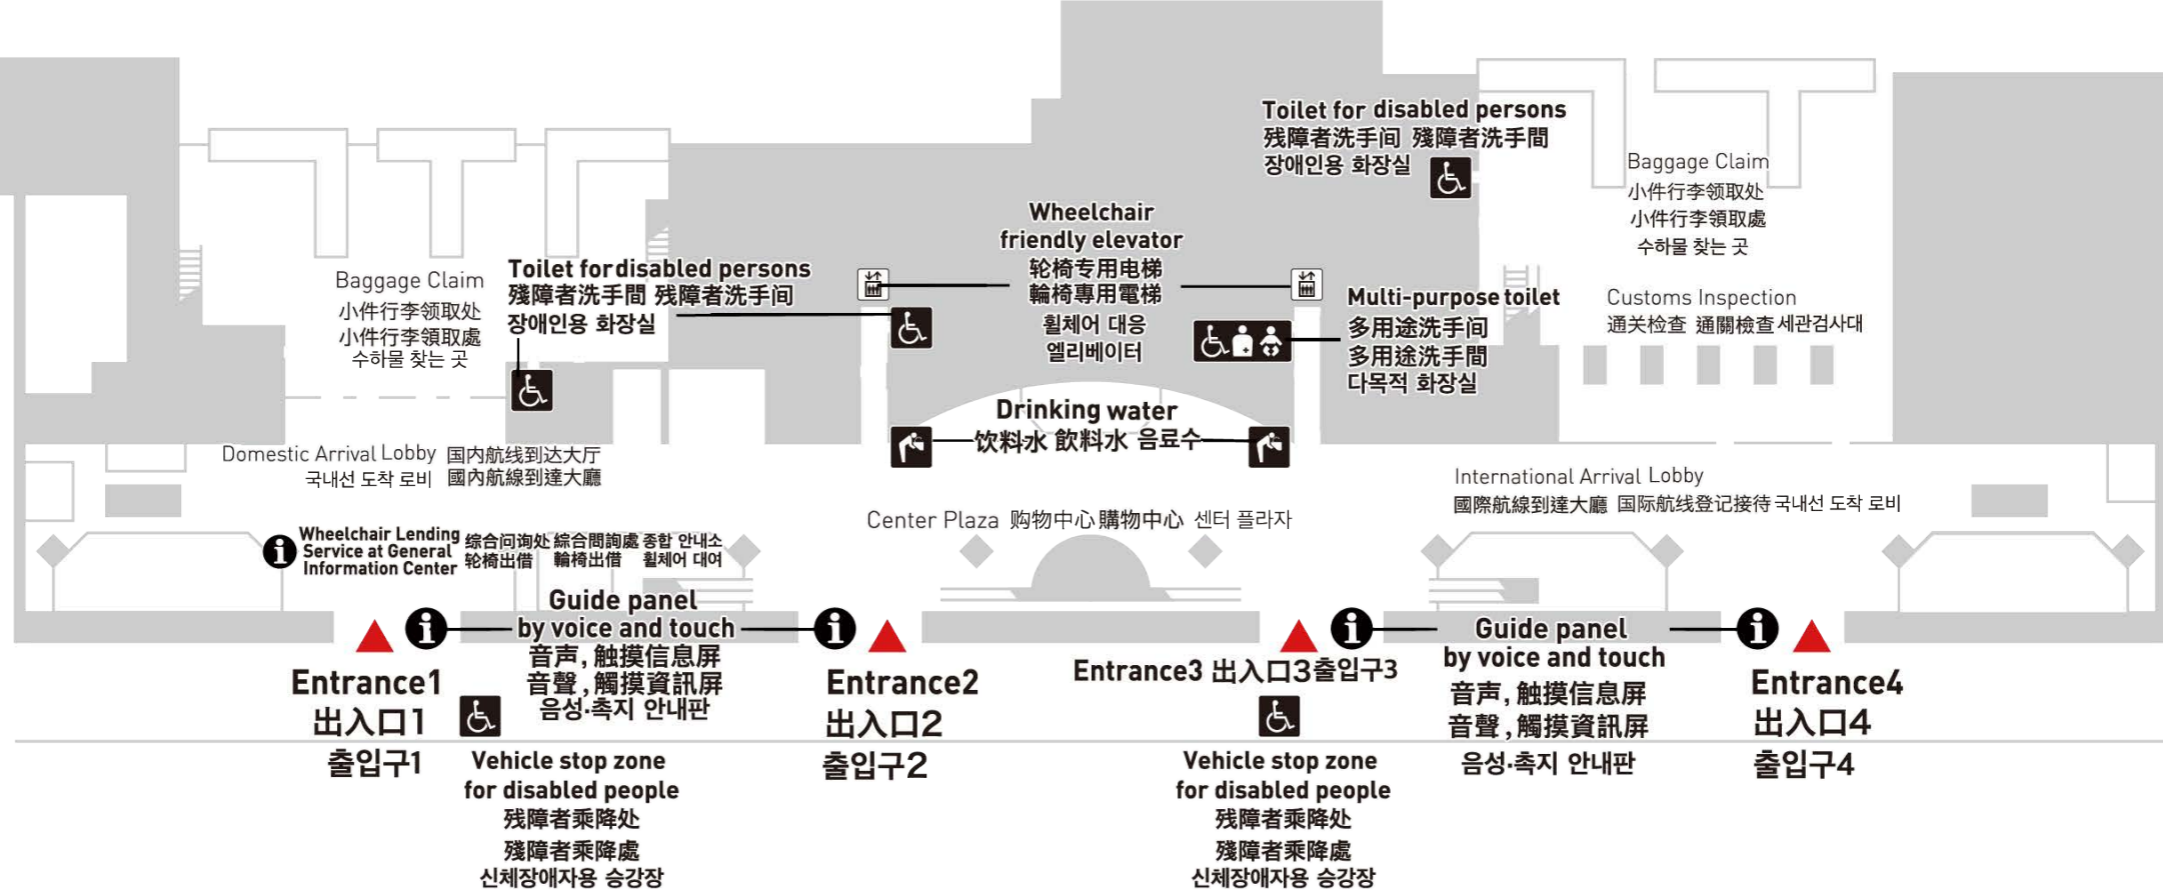 Toilet for disabled persons
残障者洗手间 殘障者洗手間
장애인용 화장실
Baggage Claim
小件行李领取处
小件行李領取處
수하물 찾는 곳
Wheelchair
friendly elevator
轮椅专用电梯
輪椅專用電梯
휠체어 대응
엘리베이터
Toilet for disabled persons
殘障者洗手間 残障者洗手间
장애인용 화장실
Baggage Claim
小件行李领取处
小件行李領取處
수하물 찾는 곳
Multi-purpose toilet
多用途洗手间
多用途洗手間
다목적 화장실
Customs Inspection
通关检查 通關檢查 세관검사대
Drinking water
饮料水 飲料水 음료수
Domestic Arrival Lobby 国内航线到达大厅
국내선 도착 로비 國內航線到達大廳
International Arrival Lobby
國際航線到達大廳 国际航线登记接待 국내선 도착 로비
Center Plaza 购物中心 購物中心 센터 플라자
Wheelchair Lending
Service at General
Information Center
综合问询处 綜合問詢處 종합 안내소
轮椅出借 輪椅出借 휠체어 대여
Guide panel
by voice and touch
音声, 触摸信息屏
音聲, 觸摸資訊屏
음성·촉지 안내판
Guide panel
by voice and touch
音声, 触摸信息屏
音聲, 觸摸資訊屏
음성·촉지 안내판
Entrance1
出入口1
출입구1
Entrance2
出入口2
출입구2
Entrance3 出入口3 출입구3
Entrance4
出入口4
출입구4
Vehicle stop zone
for disabled people
残障者乘降处
殘障者乘降處
신체장애자용 승강장
Vehicle stop zone
for disabled people
残障者乘降处
殘障者乘降處
신체장애자용 승강장